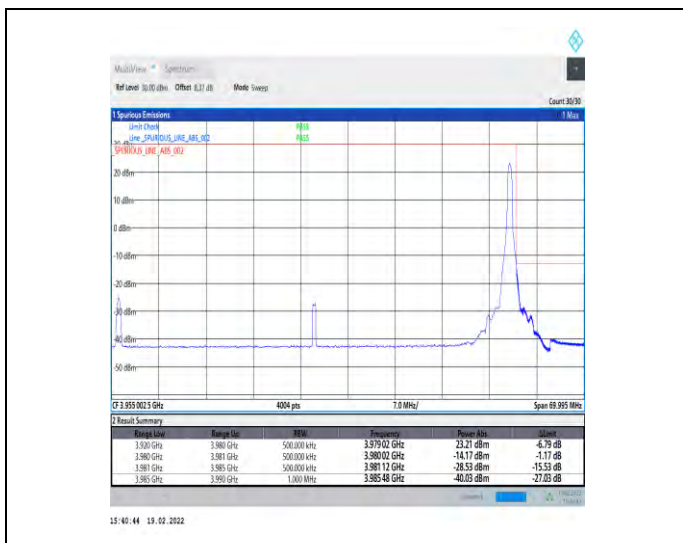 MultiView Spectrum
Ref Level 30.00 dBm Offset 8.37 dB Mode Sweep
Count 30/30
1 Spurious Emissions 1 Max
Limit Check PASS
Line _SPURIOUS_LINE_ABS_002 PASS
_SPURIOUS_LINE_ABS_002
20 dBm
10 dBm
0 dBm
-10 dBm
-20 dBm
-30 dBm
-40 dBm
-50 dBm
CF 3.955 002 5 GHz 4004 pts 7.0 MHz/ Span 69.995 MHz
2 Result Summary
Range Low Range Up RBW Frequency Power Abs ΔLimit
3.920 GHz 3.980 GHz 500.000 kHz 3.979 02 GHz 23.21 dBm -6.79 dB
3.980 GHz 3.981 GHz 500.000 kHz 3.980 02 GHz -14.17 dBm -1.17 dB
3.981 GHz 3.985 GHz 500.000 kHz 3.981 12 GHz -28.53 dBm -15.53 dB
3.985 GHz 3.990 GHz 1.000 MHz 3.985 48 GHz -40.03 dBm -27.03 dB
15:40:44 19.02.2022